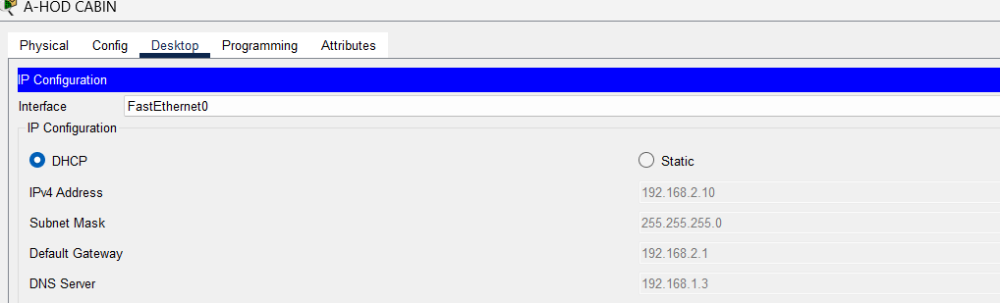 A-HOD CABIN
Physical Config Desktop Programming Attributes
IP Configuration
Interface FastEthernet0
IP Configuration
DHCP Static
IPv4 Address 192.168.2.10
Subnet Mask 255.255.255.0
Default Gateway 192.168.2.1
DNS Server 192.168.1.3